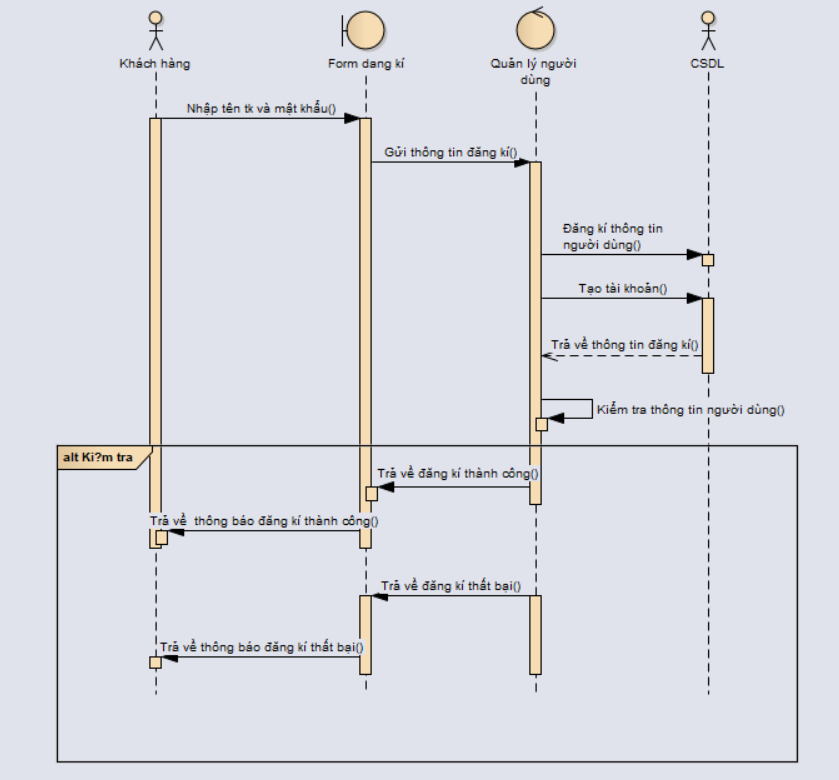 Khách hàng
Form dang kí
Quản lý người
dùng
CSDL
Nhập tên tk và mật khẩu()
Gửi thông tin đăng kí()
Đăng kí thông tin
người dùng()
Tạo tài khoản()
Trả về thông tin đăng kí()
Kiểm tra thông tin người dùng()
alt Ki?m tra
Trả về đăng kí thành công()
Trả về thông báo đăng kí thành công()
Trả về đăng kí thất bại()
Trả về thông báo đăng kí thất bại()